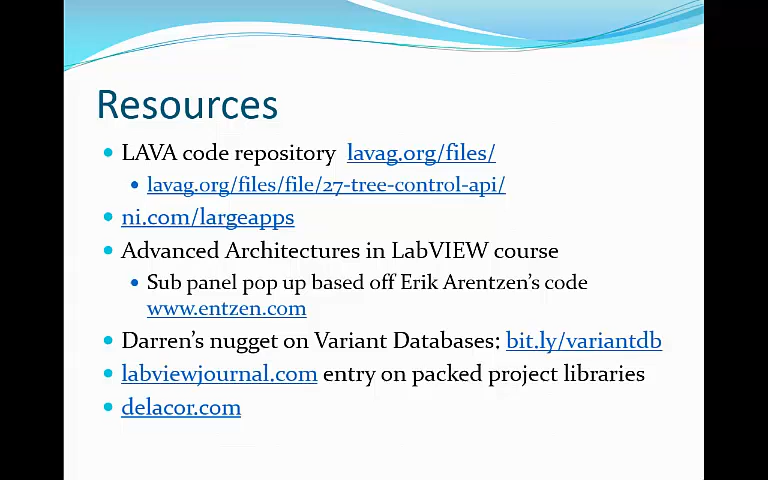 Resources
LAVA code repository lavag.org/files/
lavag.org/files/file/27-tree-control-api/
ni.com/largeapps
Advanced Architectures in LabVIEW course
Sub panel pop up based off Erik Arentzen's code
www.entzen.com
Darren's nugget on Variant Databases: bit.ly/variantdb
labviewjournal.com entry on packed project libraries
delacor.com